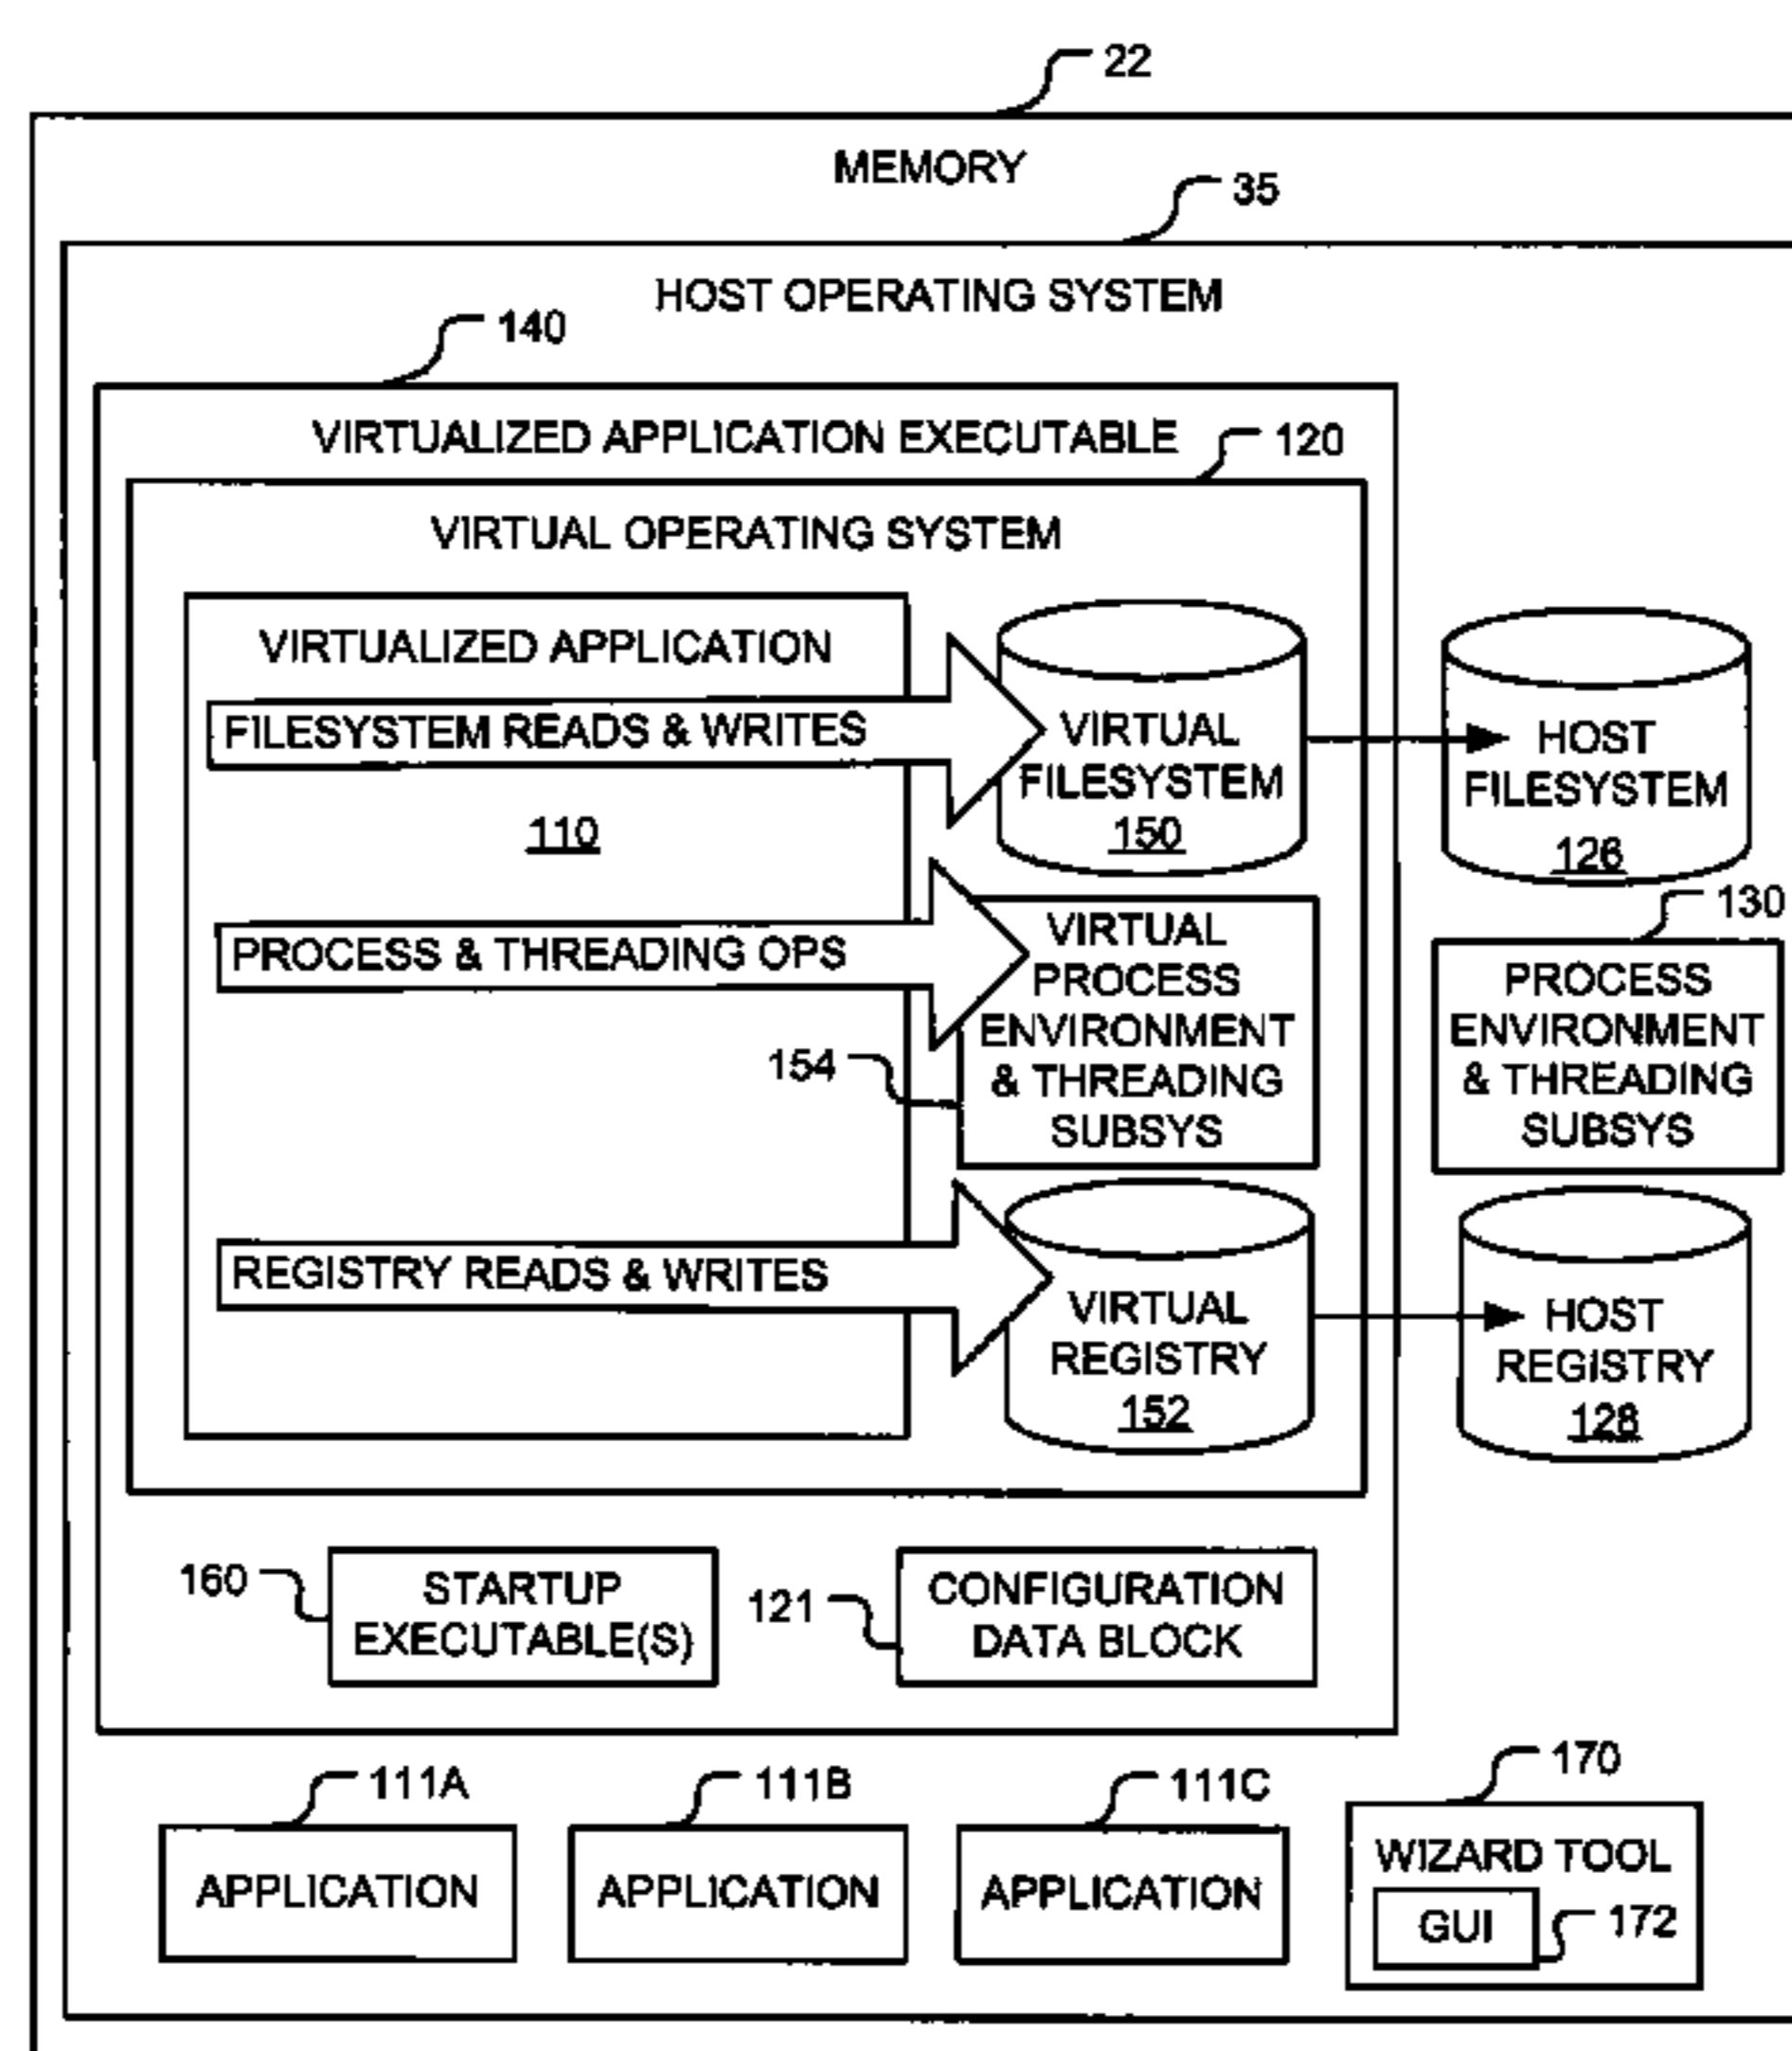 22
MEMORY
35
HOST OPERATING SYSTEM
140
VIRTUALIZED APPLICATION EXECUTABLE
120
VIRTUAL OPERATING SYSTEM
VIRTUALIZED APPLICATION
FILESYSTEM READS & WRITES
110
VIRTUAL
FILESYSTEM
150
HOST
FILESYSTEM
126
PROCESS & THREADING OPS
VIRTUAL
PROCESS
ENVIRONMENT
& THREADING
SUBSYS
154
130
PROCESS
ENVIRONMENT
& THREADING
SUBSYS
REGISTRY READS & WRITES
VIRTUAL
REGISTRY
152
HOST
REGISTRY
128
160
STARTUP
EXECUTABLE(S)
121
CONFIGURATION
DATA BLOCK
111A
APPLICATION
111B
APPLICATION
111C
APPLICATION
170
WIZARD TOOL
GUI
172